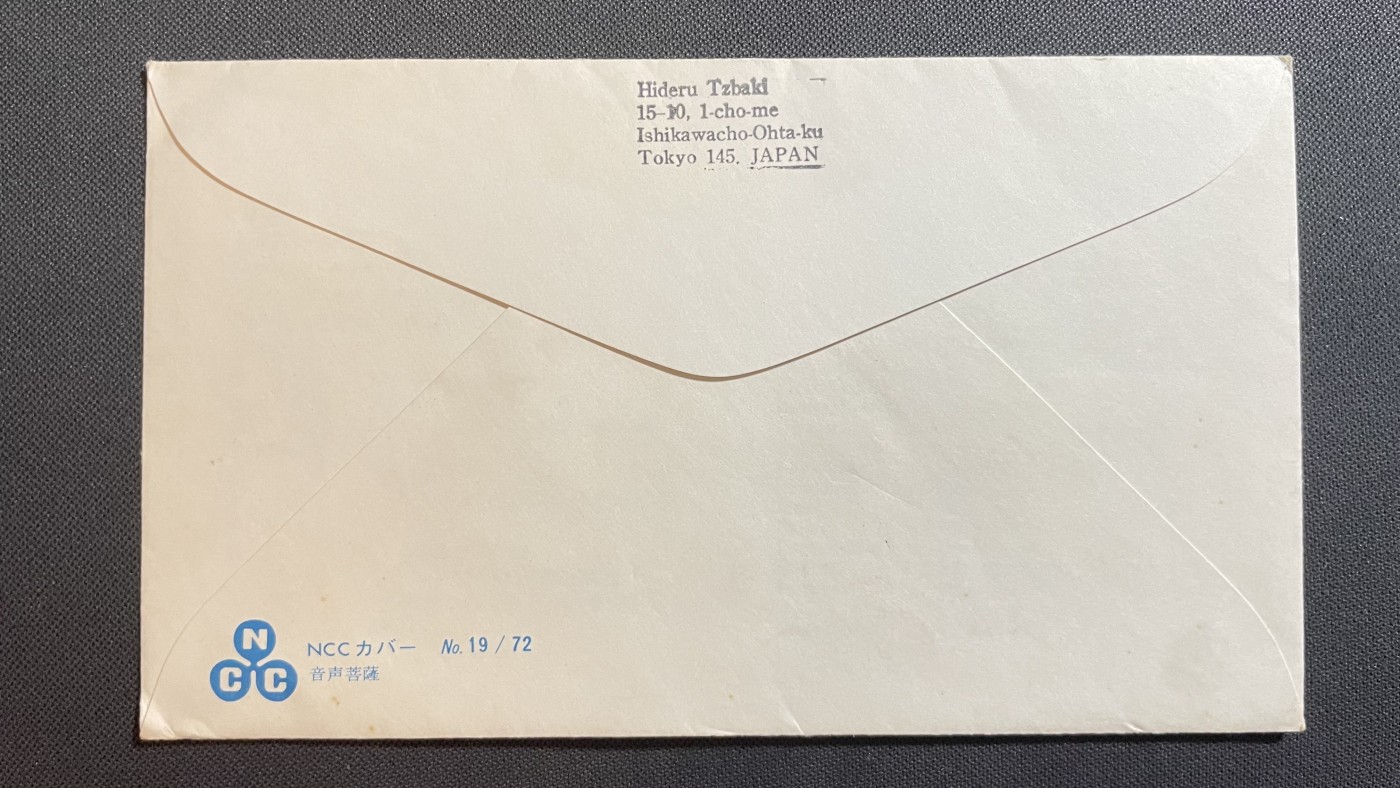 Hideru Tzbaki
15-10, 1-cho-me
Ishikawacho-Ohta-ku
Tokyo 145. JAPAN
N
CC
NCCカバー No. 19 / 72
音声菩薩